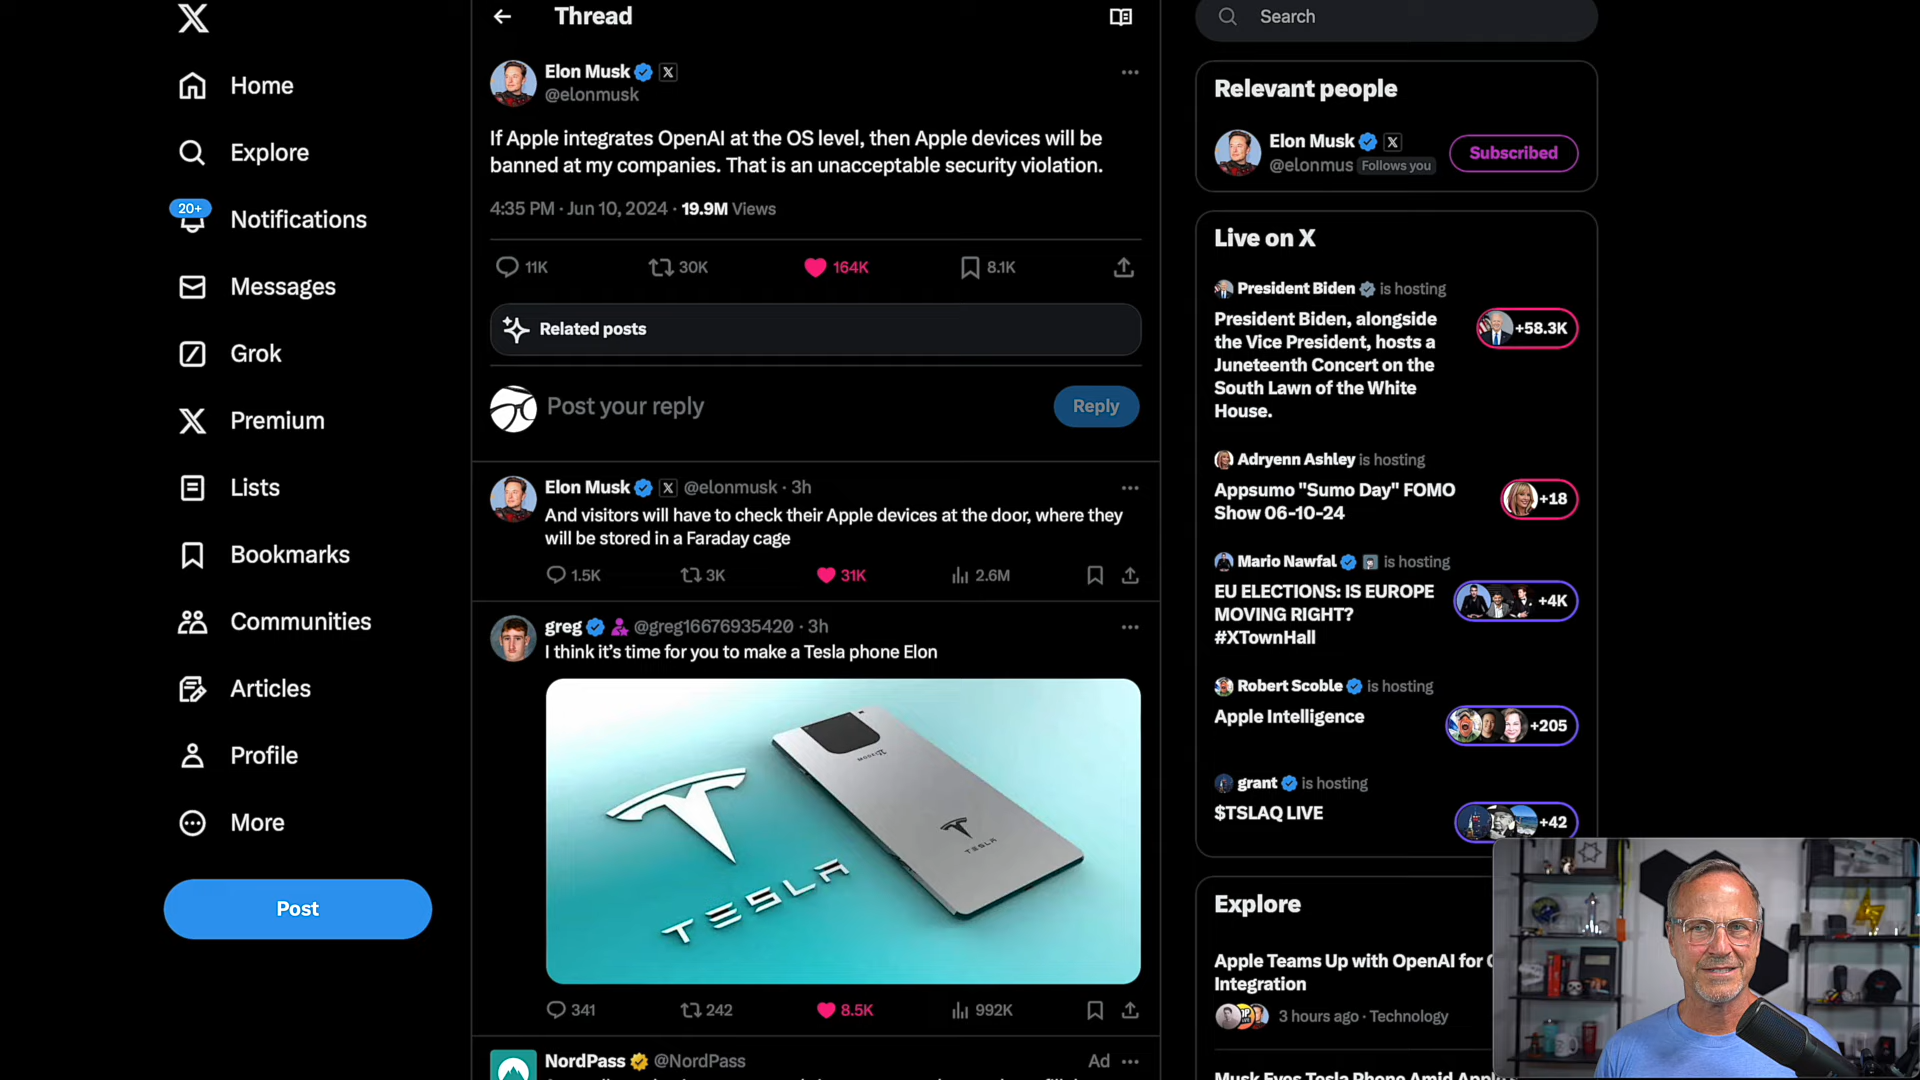 Home
Explore
20+
Notifications
Messages
Grok
Premium
Lists
Bookmarks
Communities
Articles
Profile
More
Post
Thread
Elon Musk
@elonmusk
If Apple integrates OpenAI at the OS level, then Apple devices will be
banned at my companies. That is an unacceptable security violation.
4:35 PM · Jun 10, 2024 · 19.9M Views
11K 30K 164K 8.1K
Related posts
Post your reply
Reply
Elon Musk @elonmusk · 3h
And visitors will have to check their Apple devices at the door, where they
will be stored in a Faraday cage
1.5K 3K 31K 2.6M
greg @greg16676935420 · 3h
I think it’s time for you to make a Tesla phone Elon
TESLA
TESLA
341 242 8.5K 992K
NordPass @NordPass Ad
Search
Relevant people
Elon Musk
@elonmus Follows you
Subscribed
Live on X
President Biden is hosting
President Biden, alongside
the Vice President, hosts a
Juneteenth Concert on the
South Lawn of the White
House.
+58.3K
Adryenn Ashley is hosting
Appsumo "Sumo Day" FOMO
Show 06-10-24
+18
Mario Nawfal is hosting
EU ELECTIONS: IS EUROPE
MOVING RIGHT?
#XTownHall
+4K
Robert Scoble is hosting
Apple Intelligence
+205
grant is hosting
$TSLAQ LIVE
+42
Explore
Apple Teams Up with OpenAI for
Integration
3 hours ago · Technology
Musk Eyes Tesla Phone Amid